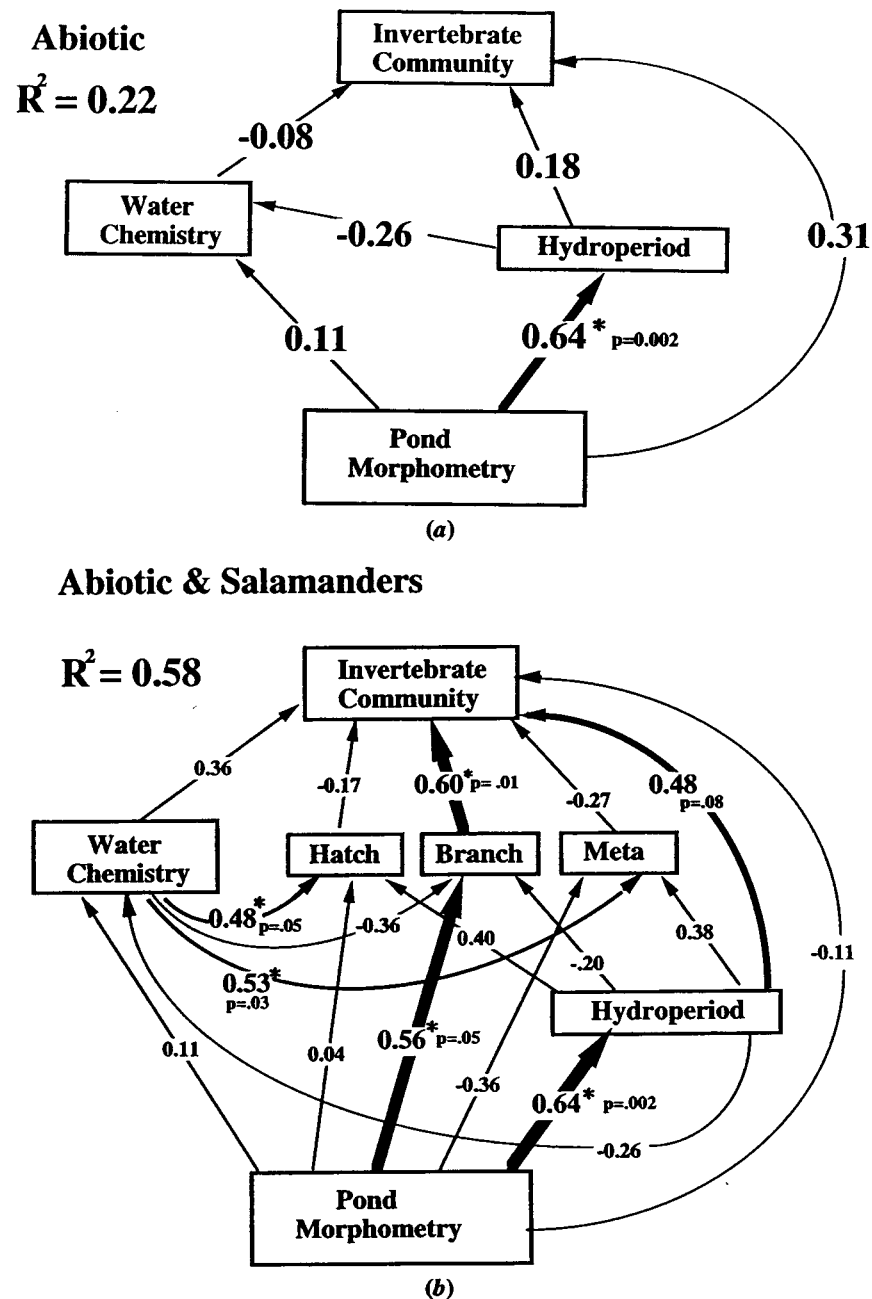 Abiotic
R² = 0.22
Invertebrate
Community
-0.08
0.18
Water
Chemistry
-0.26
Hydroperiod
0.31
0.11
0.64* p=0.002
Pond
Morphometry
(a)
Abiotic & Salamanders
R² = 0.58
Invertebrate
Community
0.36
-0.17
0.60* p= .01
-0.27
0.48
p=.08
Water
Chemistry
Hatch
Branch
Meta
0.48*
p=.05
-0.36
0.40
-.20
0.38
-0.11
0.53*
p=.03
Hydroperiod
0.11
0.04
0.56* p=.05
-0.36
0.64* p=.002
-0.26
Pond
Morphometry
(b)